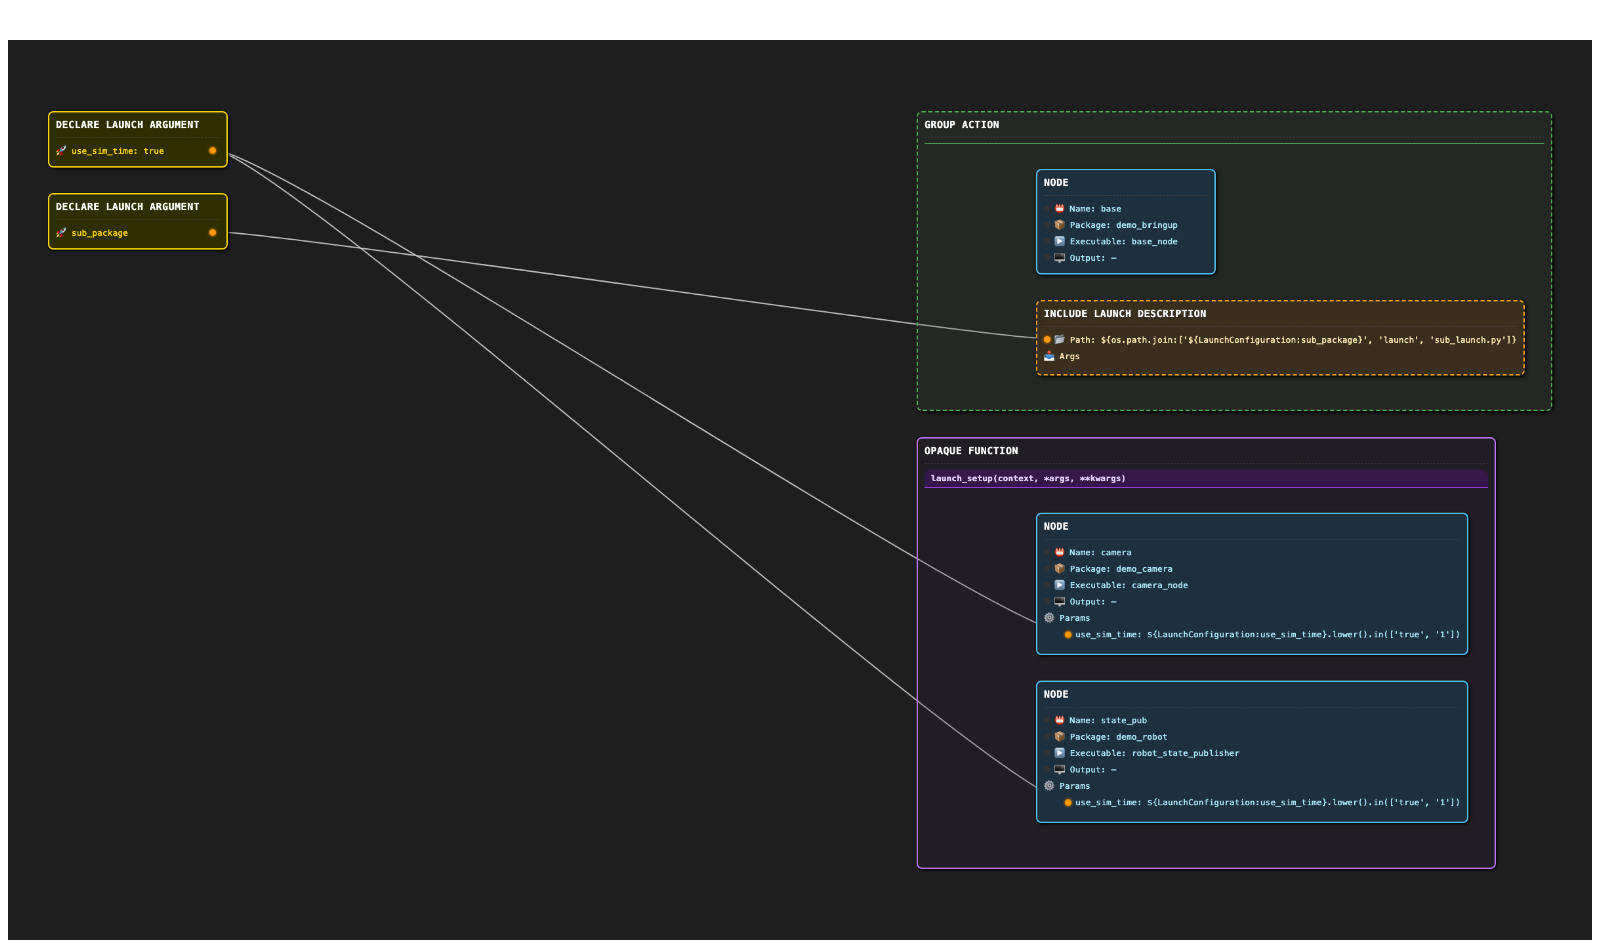 DECLARE LAUNCH ARGUMENT
use_sim_time: true
DECLARE LAUNCH ARGUMENT
sub_package
GROUP ACTION
NODE
Name: base
Package: demo_bringup
Executable: base_node
Output: —
INCLUDE LAUNCH DESCRIPTION
Path: ${os.path.join:['${LaunchConfiguration:sub_package}', 'launch', 'sub_launch.py']}
Args
OPAQUE FUNCTION
launch_setup(context, *args, **kwargs)
NODE
Name: camera
Package: demo_camera
Executable: camera_node
Output: —
Params
use_sim_time: ${LaunchConfiguration:use_sim_time}.lower().in(['true', '1'])
NODE
Name: state_pub
Package: demo_robot
Executable: robot_state_publisher
Output: —
Params
use_sim_time: ${LaunchConfiguration:use_sim_time}.lower().in(['true', '1'])